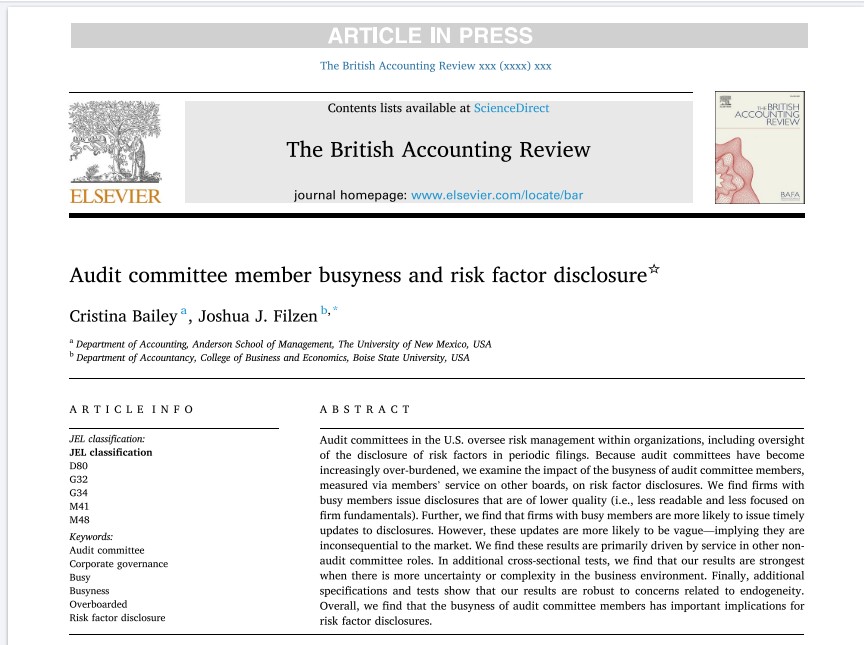 ARTICLE IN PRESS
The British Accounting Review xxx (xxxx) xxx
Contents lists available at ScienceDirect
The British Accounting Review
journal homepage: www.elsevier.com/locate/bar
ELSEVIER
THE BRITISH
ACCOUNTING
REVIEW
BAFA
Audit committee member busyness and risk factor disclosure☆
Cristina Bailey a, Joshua J. Filzen b,*
a Department of Accounting, Anderson School of Management, The University of New Mexico, USA
b Department of Accountancy, College of Business and Economics, Boise State University, USA
ARTICLE INFO
JEL classification:
JEL classification
D80
G32
G34
M41
M48
Keywords:
Audit committee
Corporate governance
Busy
Busyness
Overboarded
Risk factor disclosure
ABSTRACT
Audit committees in the U.S. oversee risk management within organizations, including oversight
of the disclosure of risk factors in periodic filings. Because audit committees have become
increasingly over-burdened, we examine the impact of the busyness of audit committee members,
measured via members' service on other boards, on risk factor disclosures. We find firms with
busy members issue disclosures that are of lower quality (i.e., less readable and less focused on
firm fundamentals). Further, we find that firms with busy members are more likely to issue timely
updates to disclosures. However, these updates are more likely to be vague—implying they are
inconsequential to the market. We find these results are primarily driven by service in other non-
audit committee roles. In additional cross-sectional tests, we find that our results are strongest
when there is more uncertainty or complexity in the business environment. Finally, additional
specifications and tests show that our results are robust to concerns related to endogeneity.
Overall, we find that the busyness of audit committee members has important implications for
risk factor disclosures.